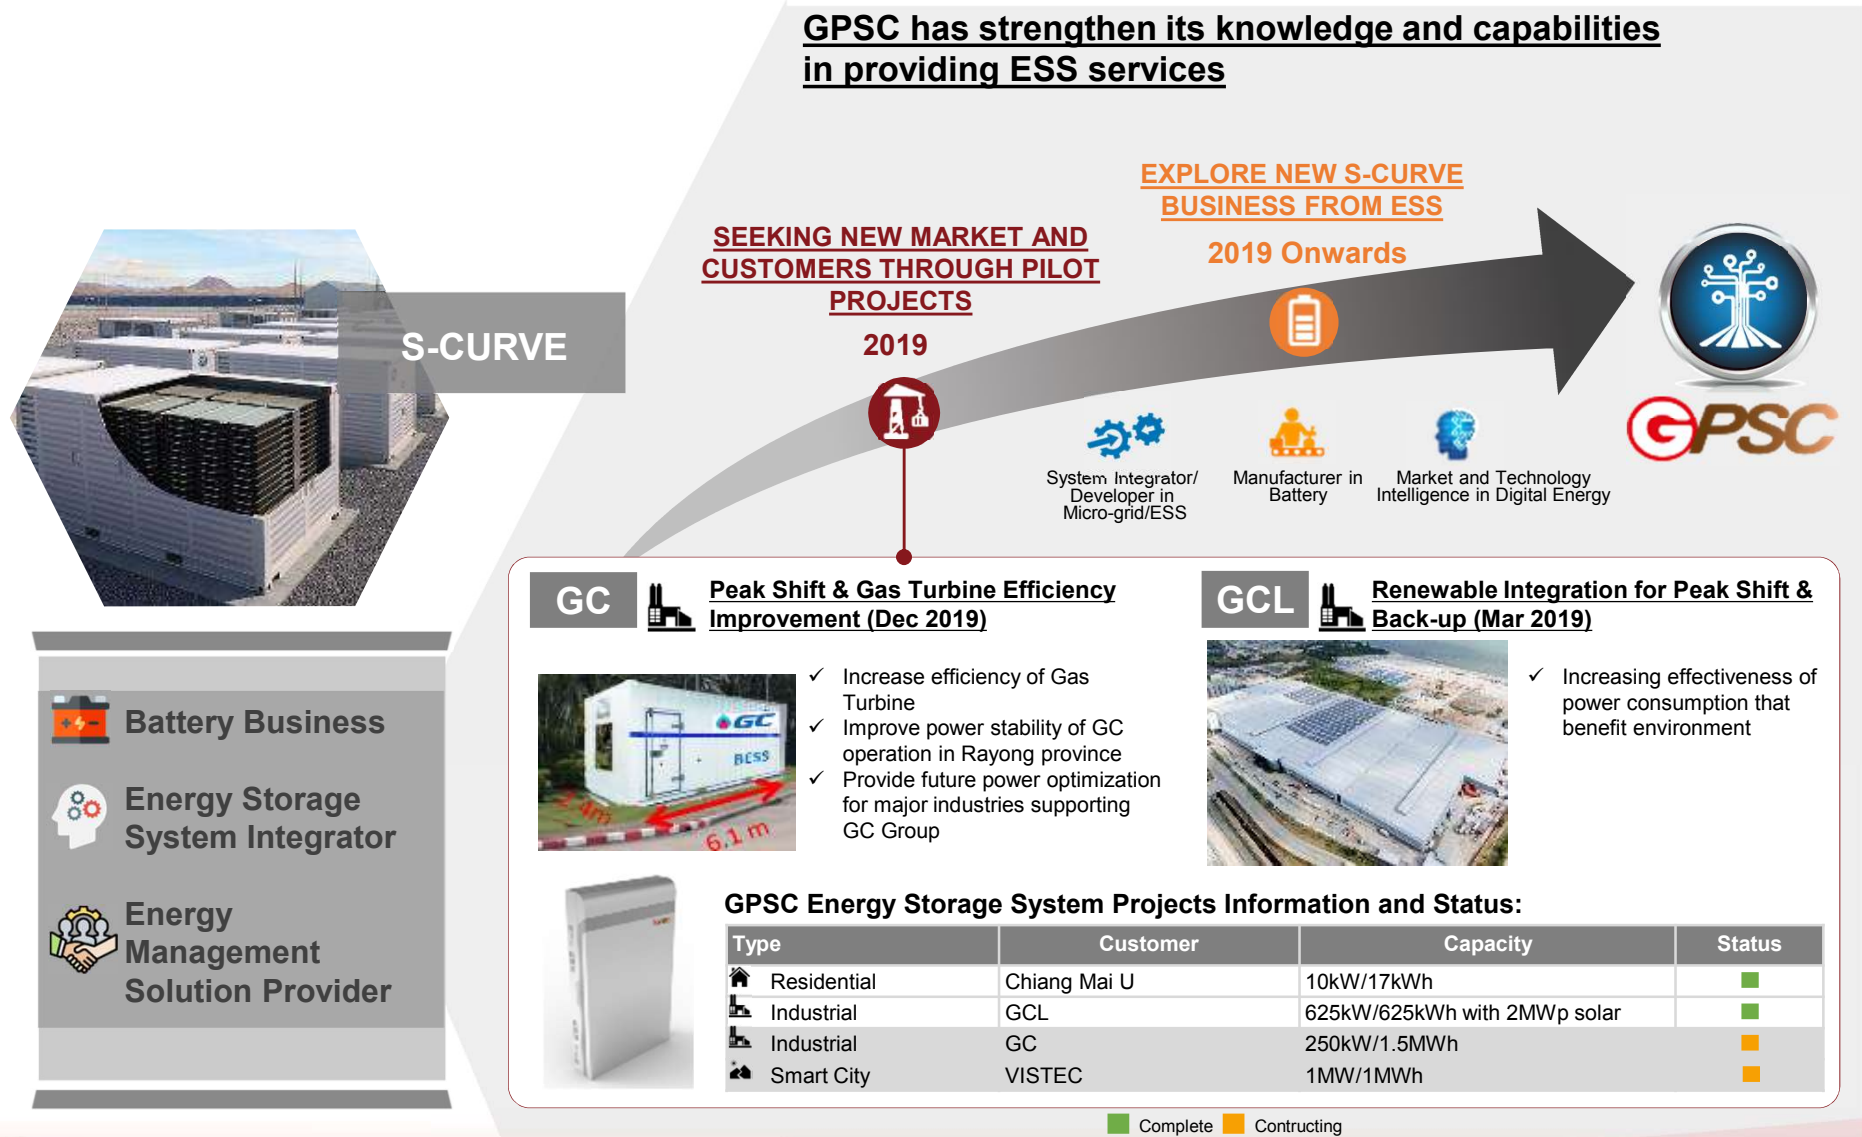 GPSC has strengthen its knowledge and capabilities
in providing ESS services
EXPLORE NEW S-CURVE
BUSINESS FROM ESS
2019 Onwards
SEEKING NEW MARKET AND
CUSTOMERS THROUGH PILOT
PROJECTS
2019
S-CURVE
GPSC
System Integrator/
Developer in
Micro-grid/ESS
Manufacturer in
Battery
Market and Technology
Intelligence in Digital Energy
Battery Business
Energy Storage
System Integrator
Energy
Management
Solution Provider
GC
Peak Shift & Gas Turbine Efficiency
Improvement (Dec 2019)
GC
BESS
2.4m
6.1 m
✓ Increase efficiency of Gas
Turbine
✓ Improve power stability of GC
operation in Rayong province
✓ Provide future power optimization
for major industries supporting
GC Group
GCL
Renewable Integration for Peak Shift &
Back-up (Mar 2019)
✓ Increasing effectiveness of
power consumption that
benefit environment
GPSC Energy Storage System Projects Information and Status:
Type Customer Capacity Status
Residential Chiang Mai U 10kW/17kWh
Industrial GCL 625kW/625kWh with 2MWp solar
Industrial GC 250kW/1.5MWh
Smart City VISTEC 1MW/1MWh
Complete Contructing